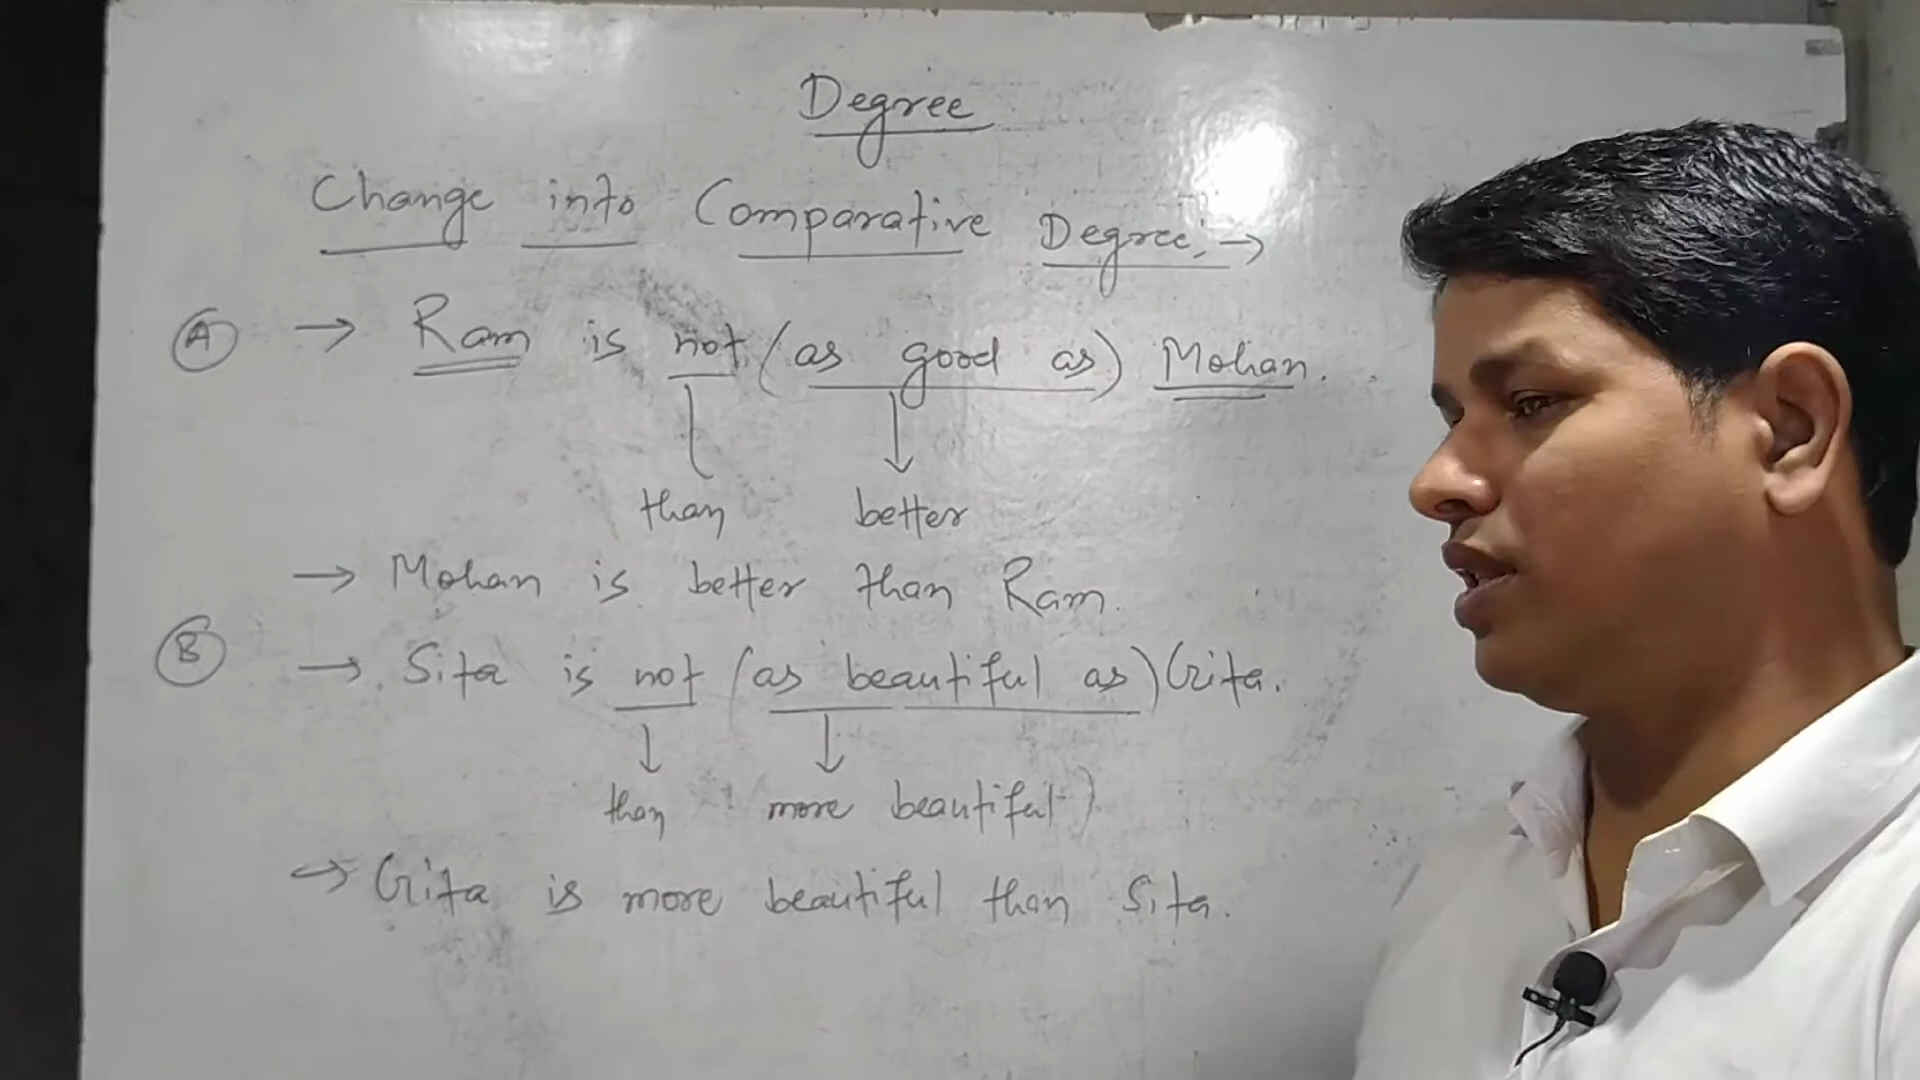 Degree
Change into Comparative Degree:→
A → Ram is not (as good as) Mohan.
than better
→ Mohan is better than Ram.
B → Sita is not (as beautiful as) Gita.
than (more beautiful)
→ Gita is more beautiful than Sita.